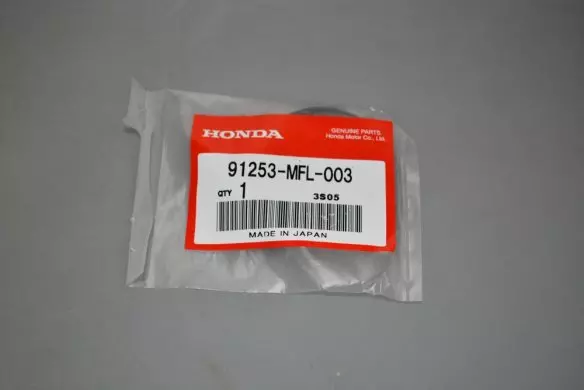 HONDA
GENUINE PARTS
Honda Motor Co., Ltd.
91253-MFL-003
QTY 1
3S05
MADE IN JAPAN